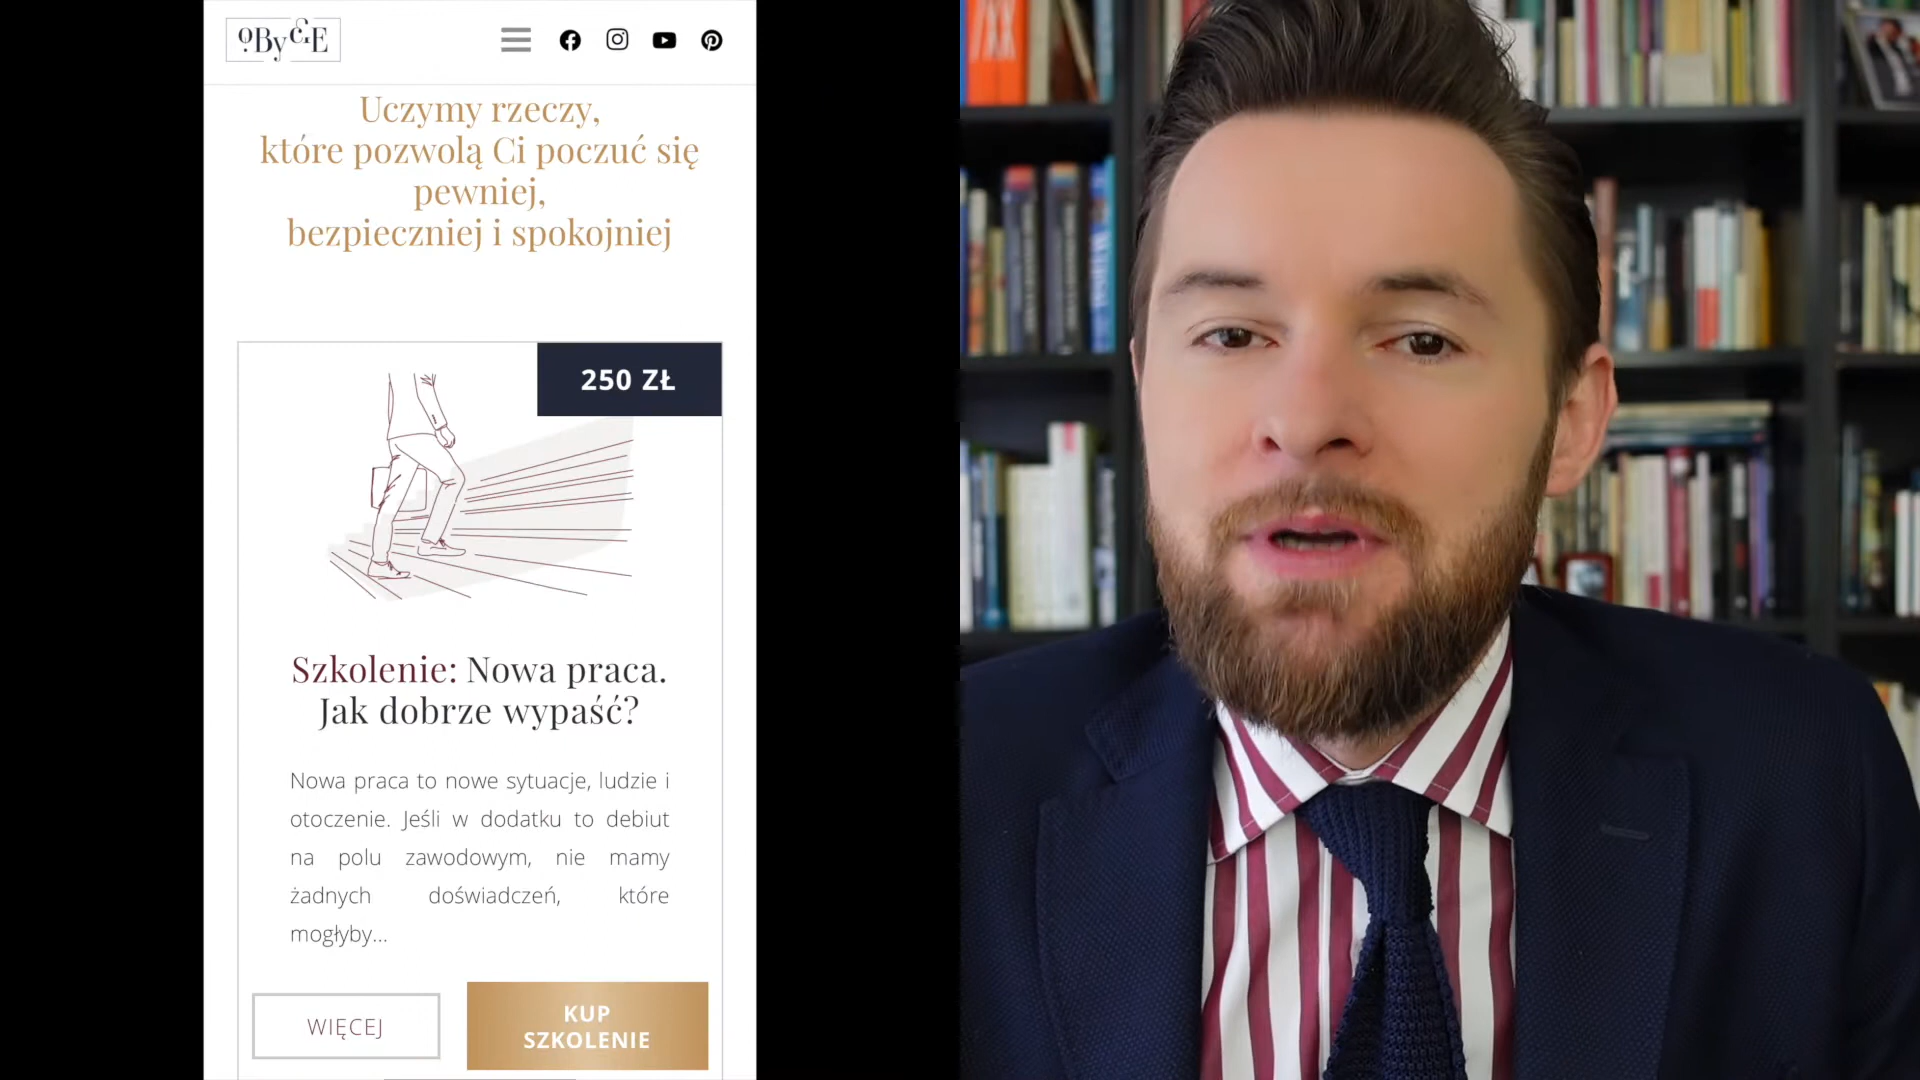 Uczymy rzeczy,
które pozwolą Ci poczuć się
pewniej,
bezpieczniej i spokojniej
250 ZŁ
Szkolenie: Nowa praca.
Jak dobrze wypaść?
Nowa praca to nowe sytuacje, ludzie i
otoczenie. Jeśli w dodatku to debiut
na polu zawodowym, nie mamy
żadnych doświadczeń, które
mogłyby...
WIĘCEJ
KUP
SZKOLENIE